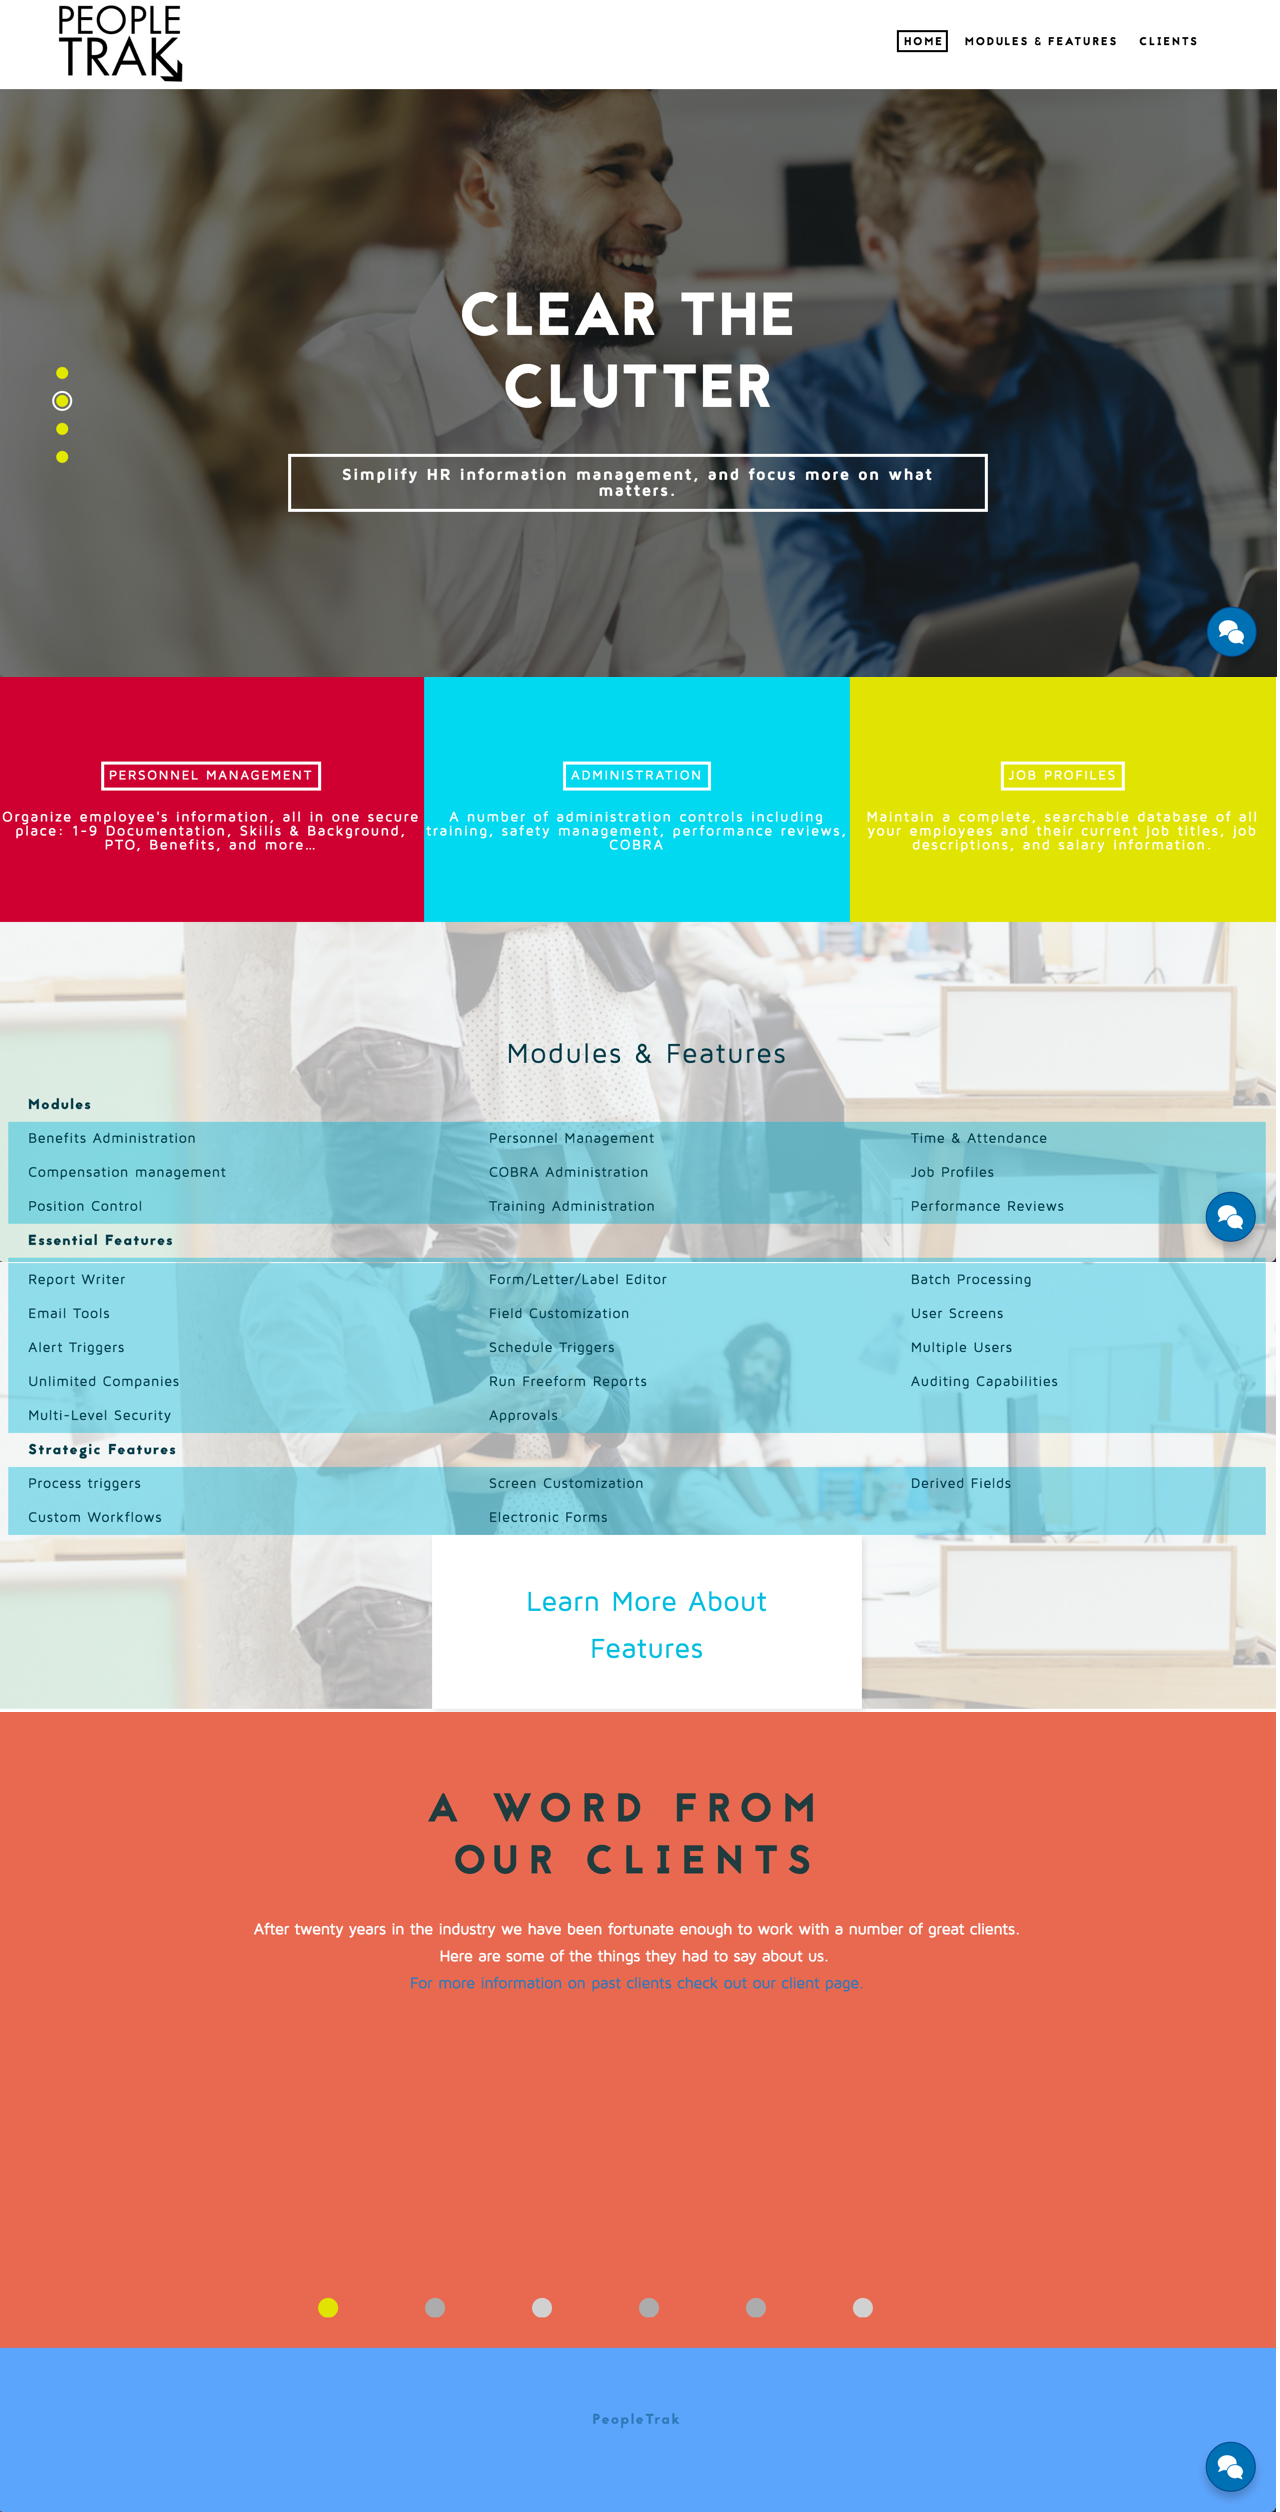 PEOPLE
TRAK
HOME MODULES & FEATURES CLIENTS
CLEAR THE
CLUTTER
Simplify HR information management, and focus more on what
matters.
PERSONNEL MANAGEMENT
Organize employee's information, all in one secure
place: 1-9 Documentation, Skills & Background,
PTO, Benefits, and more...
ADMINISTRATION
A number of administration controls including
training, safety management, performance reviews,
COBRA
JOB PROFILES
Maintain a complete, searchable database of all
your employees and their current job titles, job
descriptions, and salary information.
Modules & Features
Modules
Benefits Administration Personnel Management Time & Attendance
Compensation management COBRA Administration Job Profiles
Position Control Training Administration Performance Reviews
Essential Features
Report Writer Form/Letter/Label Editor Batch Processing
Email Tools Field Customization User Screens
Alert Triggers Schedule Triggers Multiple Users
Unlimited Companies Run Freeform Reports Auditing Capabilities
Multi-Level Security Approvals
Strategic Features
Process triggers Screen Customization Derived Fields
Custom Workflows Electronic Forms
Learn More About
Features
A WORD FROM
OUR CLIENTS
After twenty years in the industry we have been fortunate enough to work with a number of great clients.
Here are some of the things they had to say about us.
For more information on past clients check out our client page.
PeopleTrak